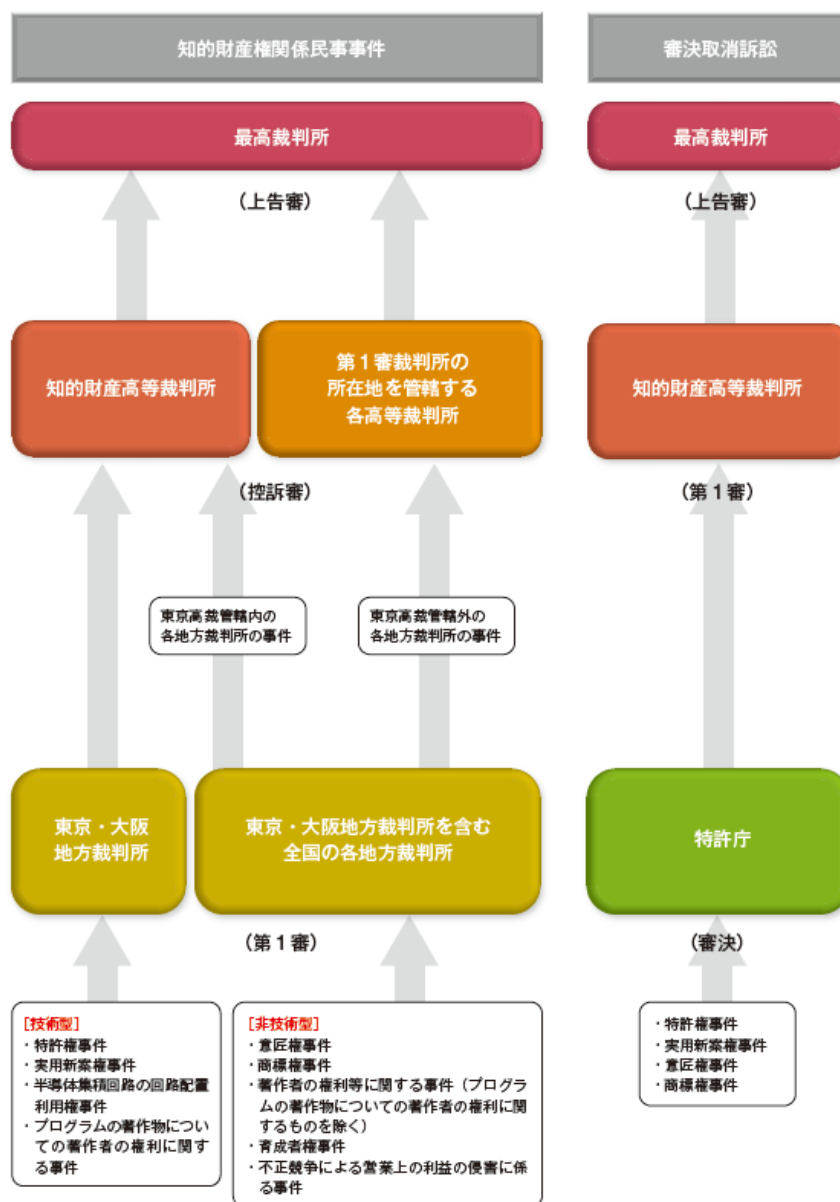 知的財産権関係民事事件
審決取消訴訟
最高裁判所
最高裁判所
(上告審)
(上告審)
知的財産高等裁判所
第1審裁判所の
所在地を管轄する
各高等裁判所
知的財産高等裁判所
(控訴審)
(第1審)
東京高裁管轄内の
各地方裁判所の事件
東京高裁管轄外の
各地方裁判所の事件
東京・大阪
地方裁判所
東京・大阪地方裁判所を含む
全国の各地方裁判所
特許庁
(第1審)
(審決)
[技術型]
・特許権事件
・実用新案権事件
・半導体集積回路の回路配置
利用権事件
・プログラムの著作物につい
ての著作者の権利に関す
る事件
[非技術型]
・意匠権事件
・商標権事件
・著作者の権利等に関する事件(プログラ
ムの著作物についての著作者の権利に関
するものを除く)
・育成者権事件
・不正競争による営業上の利益の侵害に係
る事件
・特許権事件
・実用新案権事件
・意匠権事件
・商標権事件